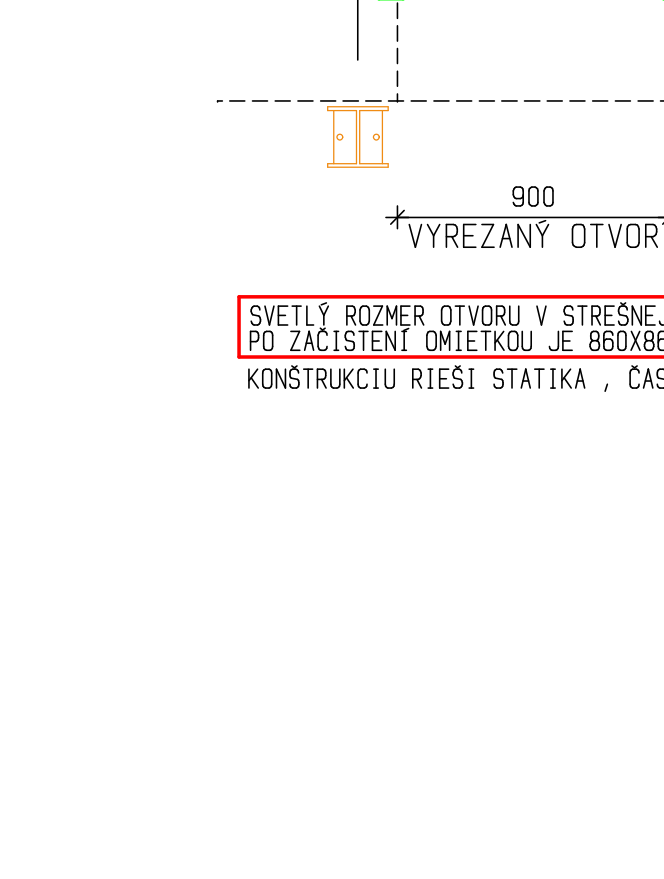 900
VYREZANÝ OTVOR
SVETLÝ ROZMER OTVORU V STREŠNEJ
PO ZAČISTENÍ OMIETKOU JE 860X86
KONŠTRUKCIU RIEŠI STATIKA , ČAS